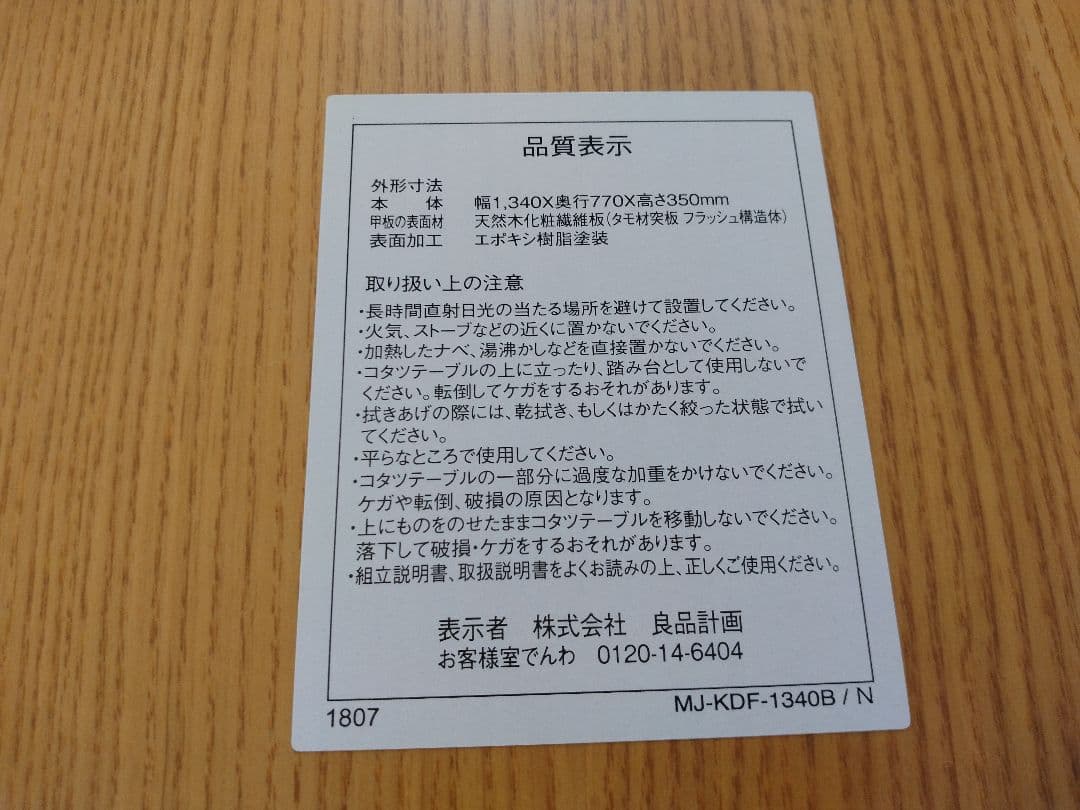 品質表示
外形寸法
本　体　幅1,340X奥行770X高さ350mm
甲板の表面材　天然木化粧繊維板(タモ材突板 フラッシュ構造体)
表面加工　エポキシ樹脂塗装
取り扱い上の注意
・長時間直射日光の当たる場所を避けて設置してください。
・火気、ストーブなどの近くに置かないでください。
・加熱したナベ、湯沸かしなどを直接置かないでください。
・コタツテーブルの上に立ったり、踏み台として使用しないで
ください。転倒してケガをするおそれがあります。
・拭きあげの際には、乾拭き、もしくはかたく絞った状態で拭い
てください。
・平らなところで使用してください。
・コタツテーブルの一部分に過度な加重をかけないでください。
ケガや転倒、破損の原因となります。
・上にものをのせたままコタツテーブルを移動しないでください。
落下して破損・ケガをするおそれがあります。
・組立説明書、取扱説明書をよくお読みの上、正しくご使用ください。
表示者　株式会社　良品計画
お客様室でんわ　0120-14-6404
1807
MJ-KDF-1340B / N